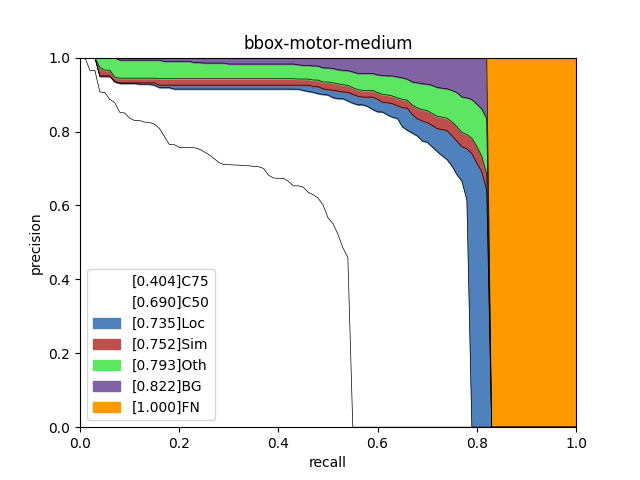 bbox-motor-medium
1.0
0.8
0.6
0.4
0.2
0.0
precision
[0.404]C75
[0.690]C50
[0.735]Loc
[0.752]Sim
[0.793]Oth
[0.822]BG
[1.000]FN
0.0 0.2 0.4 0.6 0.8 1.0
recall